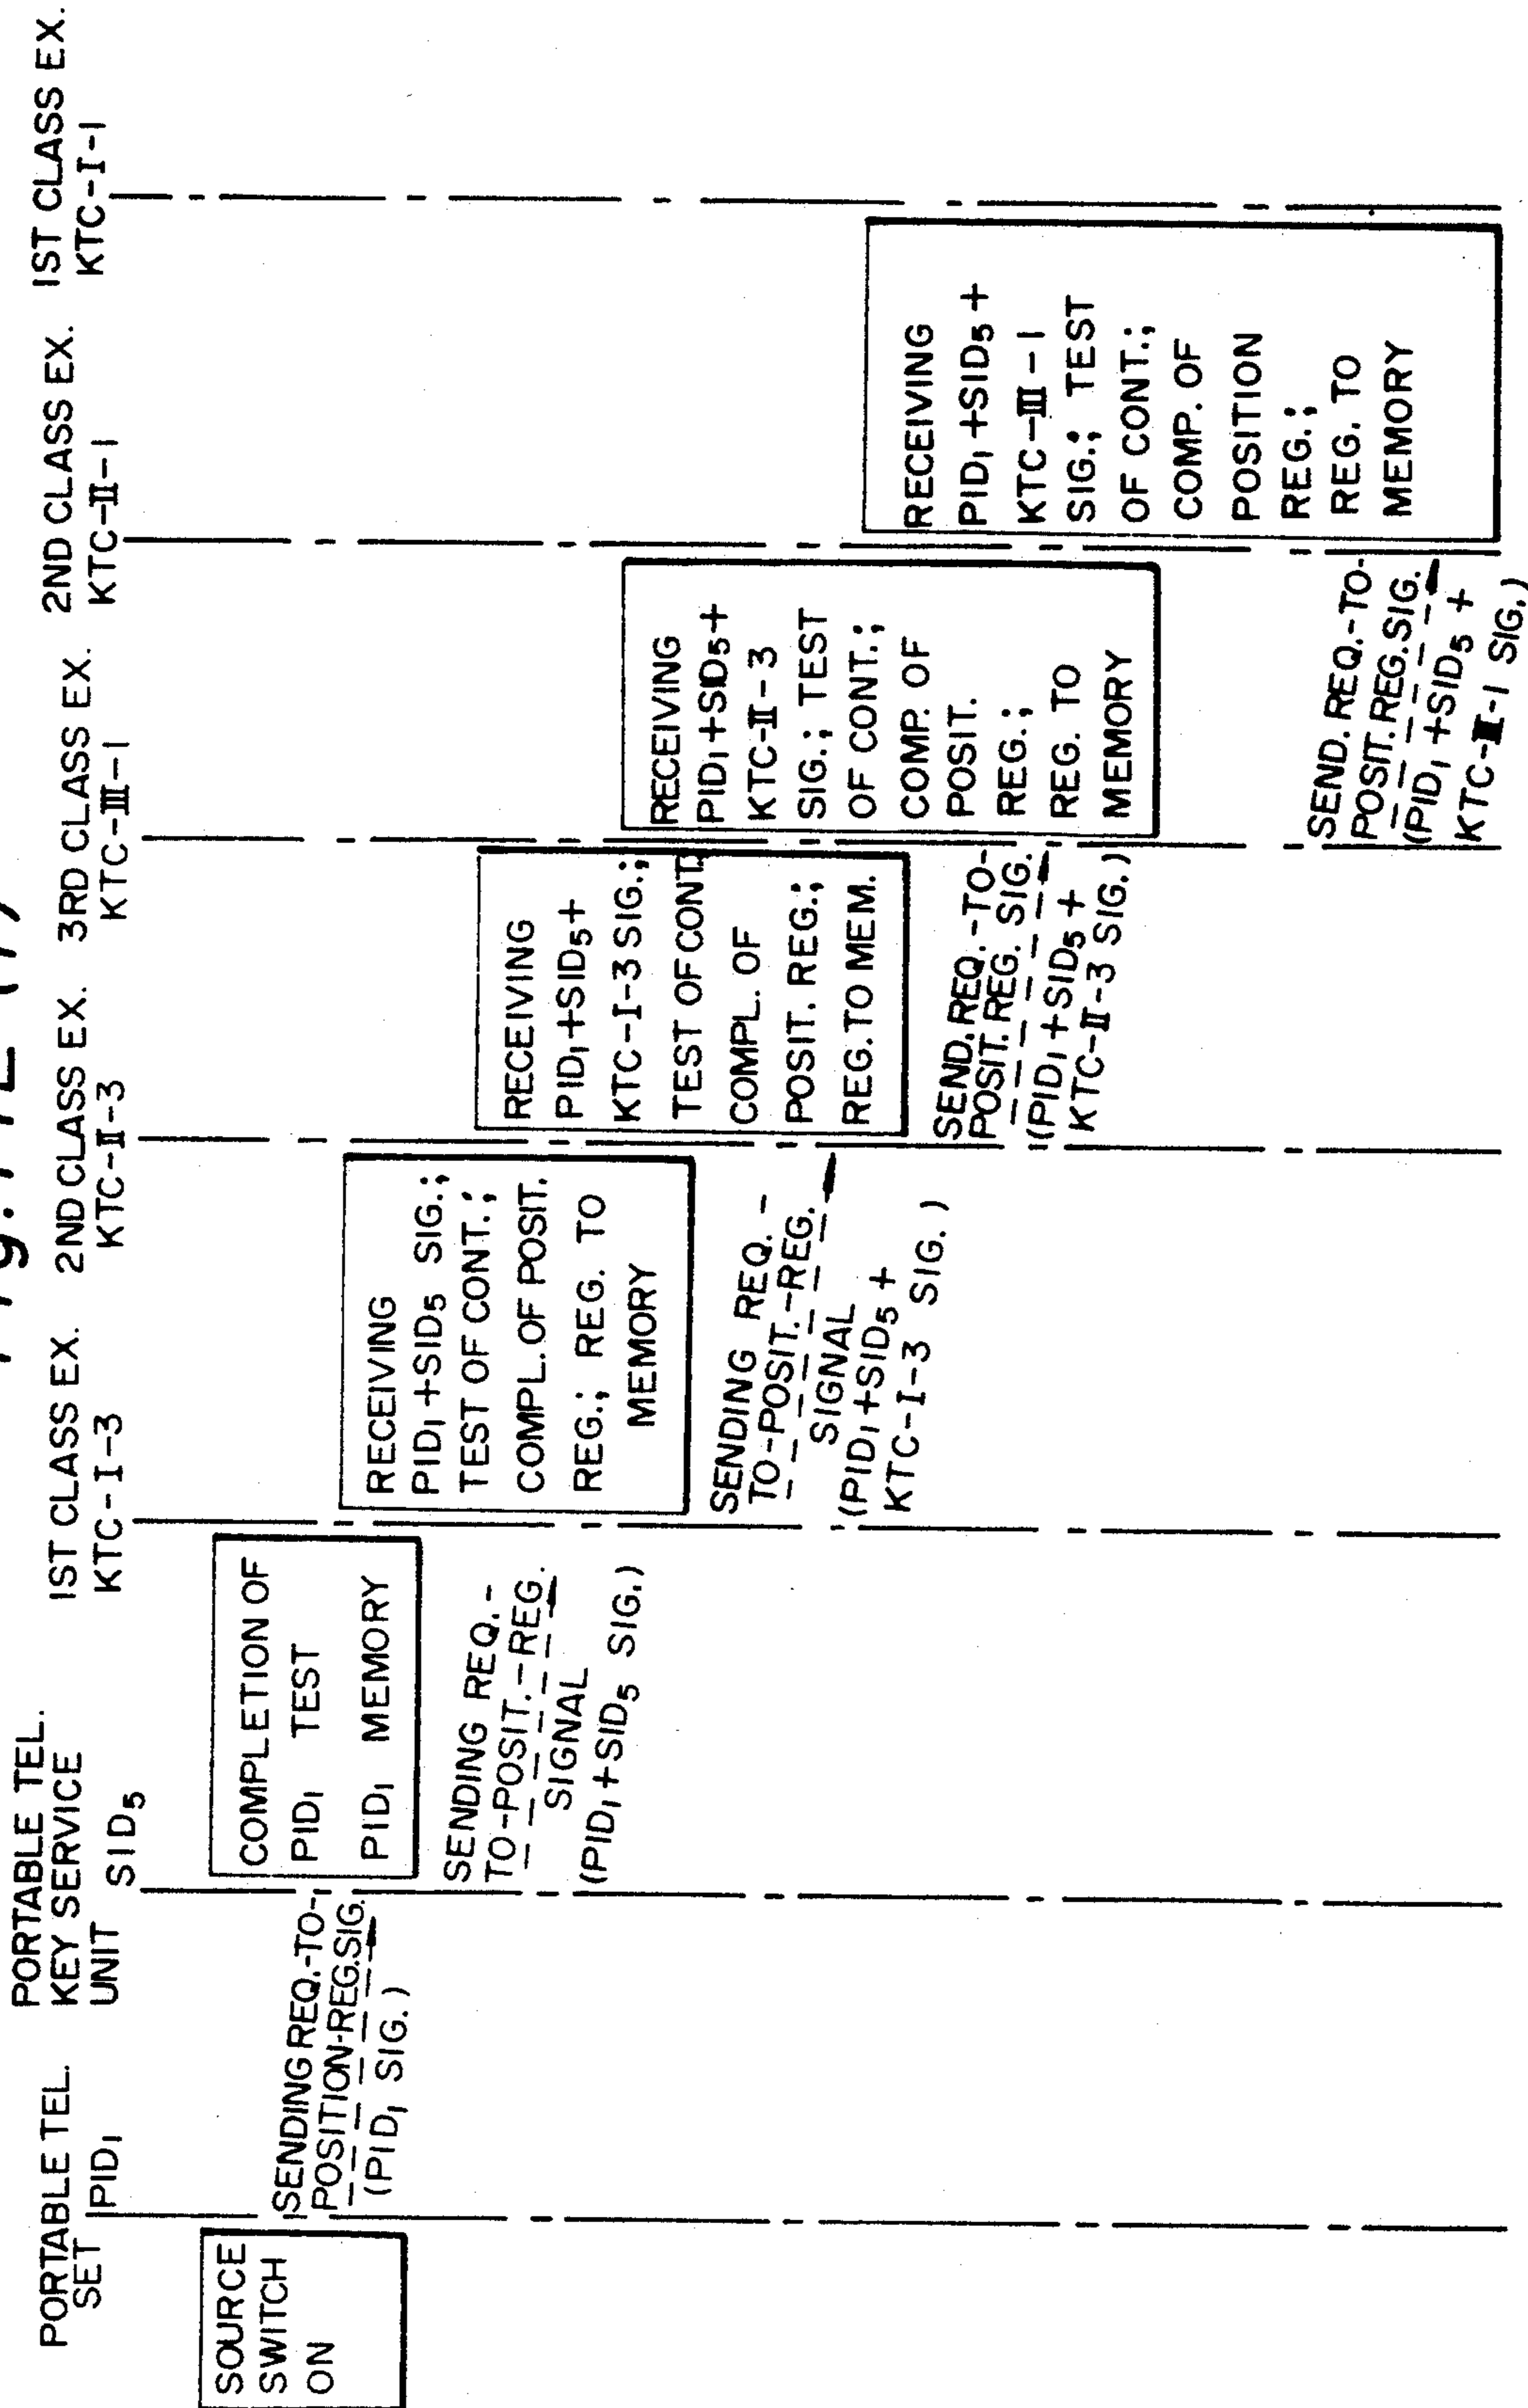 PORTABLE TEL.
SET
PID₁
PORTABLE TEL.
KEY SERVICE
UNIT
SID₅
1ST CLASS EX.
KTC-I-3
2ND CLASS EX.
KTC-II-3
3RD CLASS EX.
KTC-III-1
2ND CLASS EX.
KTC-II-1
1ST CLASS EX.
KTC-I-1
SOURCE
SWITCH
ON
SENDING REQ.-TO-
POSITION-REG.SIG.
(PID₁ SIG.)
COMPLETION OF
PID₁ TEST
PID₁ MEMORY
SENDING REQ.-
TO-POSIT.-REG.
SIGNAL
(PID₁+SID₅ SIG.)
RECEIVING
PID₁+SID₅ SIG.;
TEST OF CONT.;
COMPL. OF POSIT.
REG.; REG. TO
MEMORY
SENDING REQ.-
TO-POSIT.-REG.
SIGNAL
(PID₁+SID₅+
KTC-I-3 SIG.)
RECEIVING
PID₁+SID₅+
KTC-I-3 SIG.;
TEST OF CONT.
COMPL. OF
POSIT. REG.;
REG. TO MEM.
SEND. REQ.-TO-
POSIT. REG. SIG.
(PID₁+SID₅+
KTC-II-3 SIG.)
RECEIVING
PID₁+SID₅+
KTC-II-3
SIG.; TEST
OF CONT.;
COMP. OF
POSIT.
REG.;
REG. TO
MEMORY
SEND. REQ.-TO-
POSIT. REG. SIG.
(PID₁+SID₅+
KTC-III-1 SIG.)
RECEIVING
PID₁+SID₅+
KTC-III-1
SIG.; TEST
OF CONT.;
COMP. OF
POSITION
REG.;
REG. TO
MEMORY